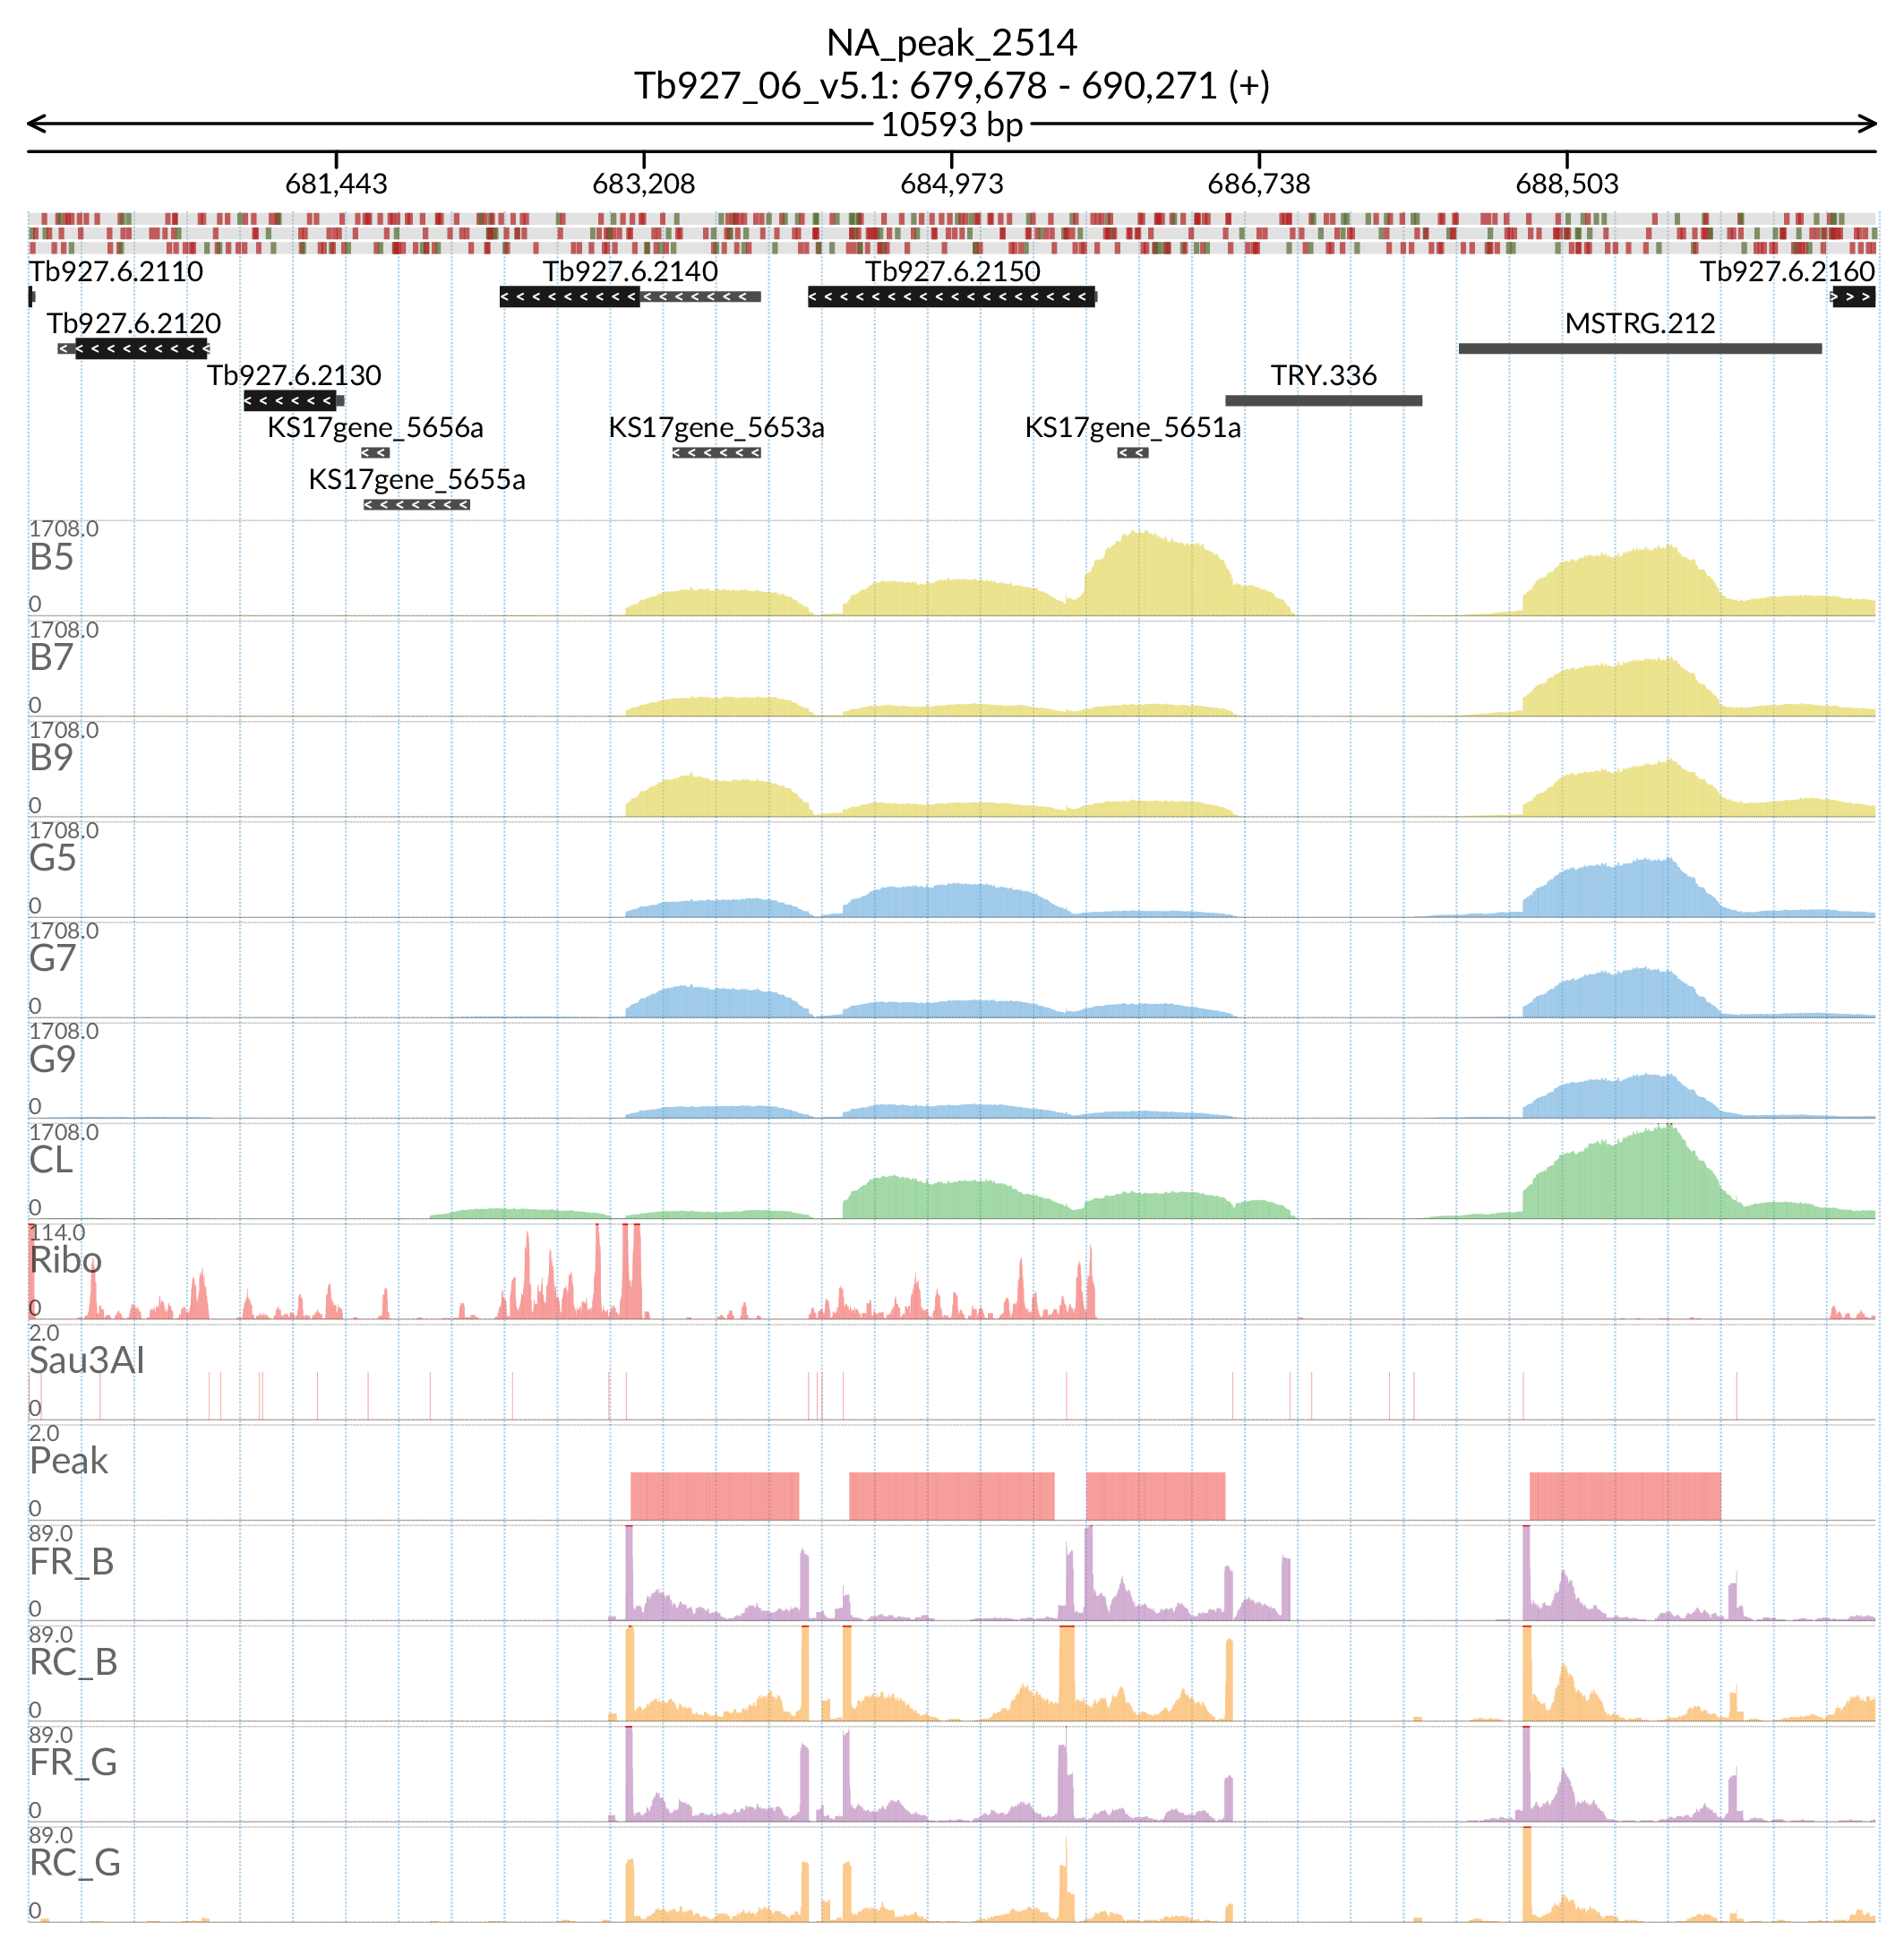 NA_peak_2514
Tb927_06_v5.1: 679,678 - 690,271 (+)
10593 bp
681,443 683,208 684,973 686,738 688,503
Tb927.6.2110 Tb927.6.2140 Tb927.6.2150 Tb927.6.2160
Tb927.6.2120 MSTRG.212
Tb927.6.2130 TRY.336
KS17gene_5656a KS17gene_5653a KS17gene_5651a
KS17gene_5655a
1708.0
B5
0
1708.0
B7
0
1708.0
B9
0
1708.0
G5
0
1708.0
G7
0
1708.0
G9
0
1708.0
CL
0
114.0
Ribo
0
2.0
Sau3AI
0
2.0
Peak
0
89.0
FR_B
0
89.0
RC_B
0
89.0
FR_G
0
89.0
RC_G
0